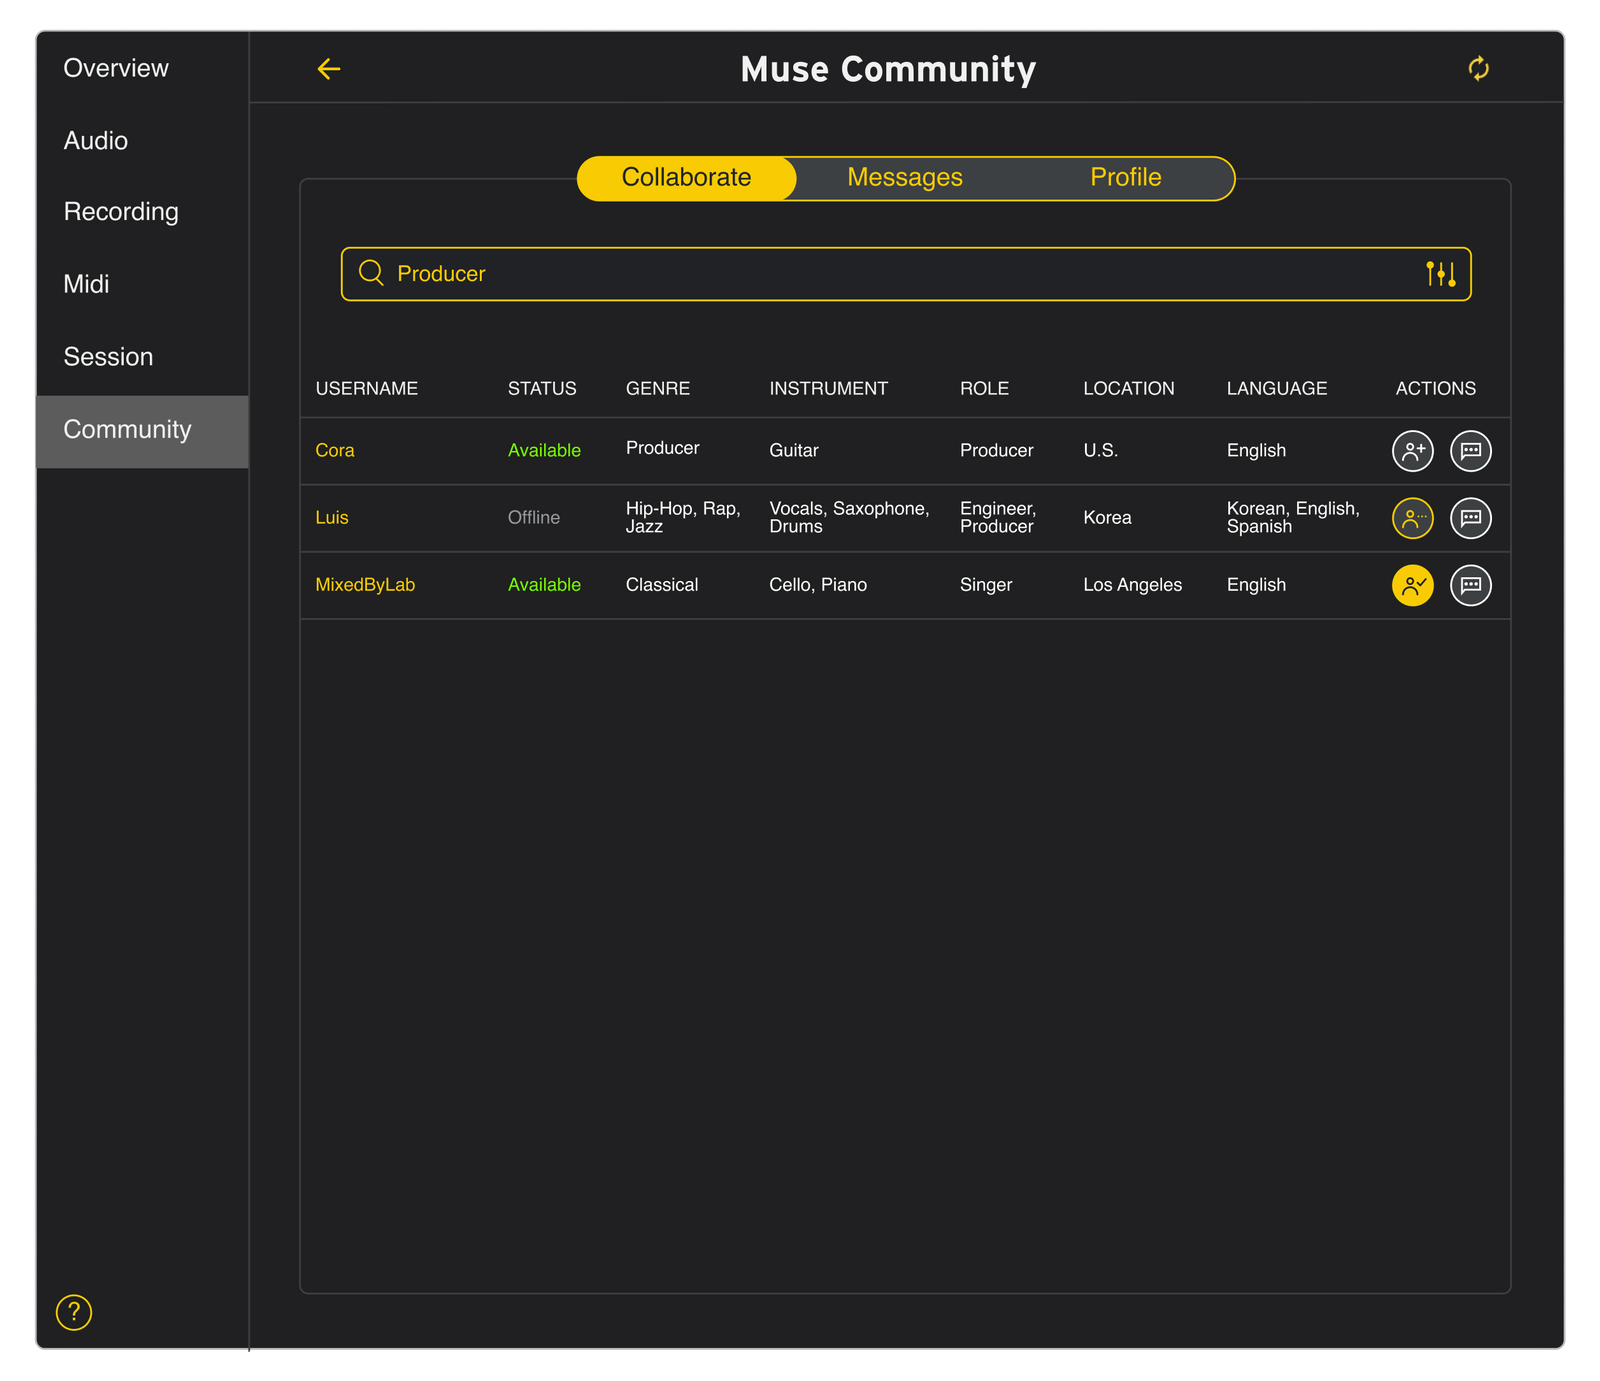 Overview
Audio
Recording
Midi
Session
Community
?
Muse Community
Collaborate
Messages
Profile
Producer
USERNAME STATUS GENRE INSTRUMENT ROLE LOCATION LANGUAGE ACTIONS
Cora Available Producer Guitar Producer U.S. English
Luis Offline
Hip-Hop, Rap,
Jazz
Vocals, Saxophone,
Drums
Engineer,
Producer
Korea
Korean, English,
Spanish
MixedByLab Available Classical Cello, Piano Singer Los Angeles English